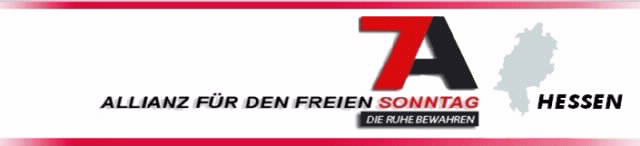 7A
ALLIANZ FÜR DEN FREIEN SONNTAG
DIE RUHE BEWAHREN
HESSEN